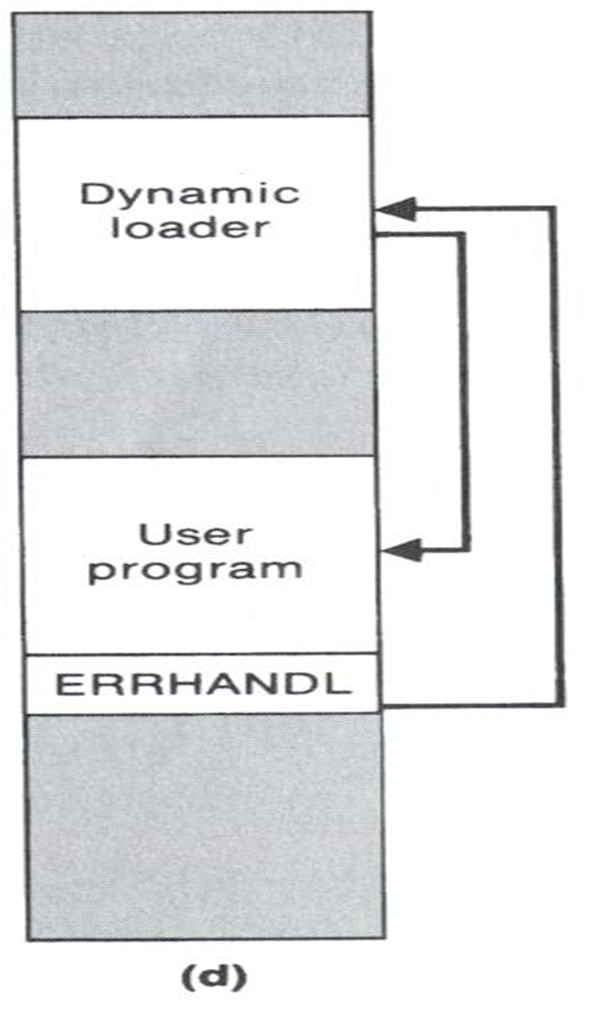 Dynamic
loader
User
program
ERRHANDL
(d)